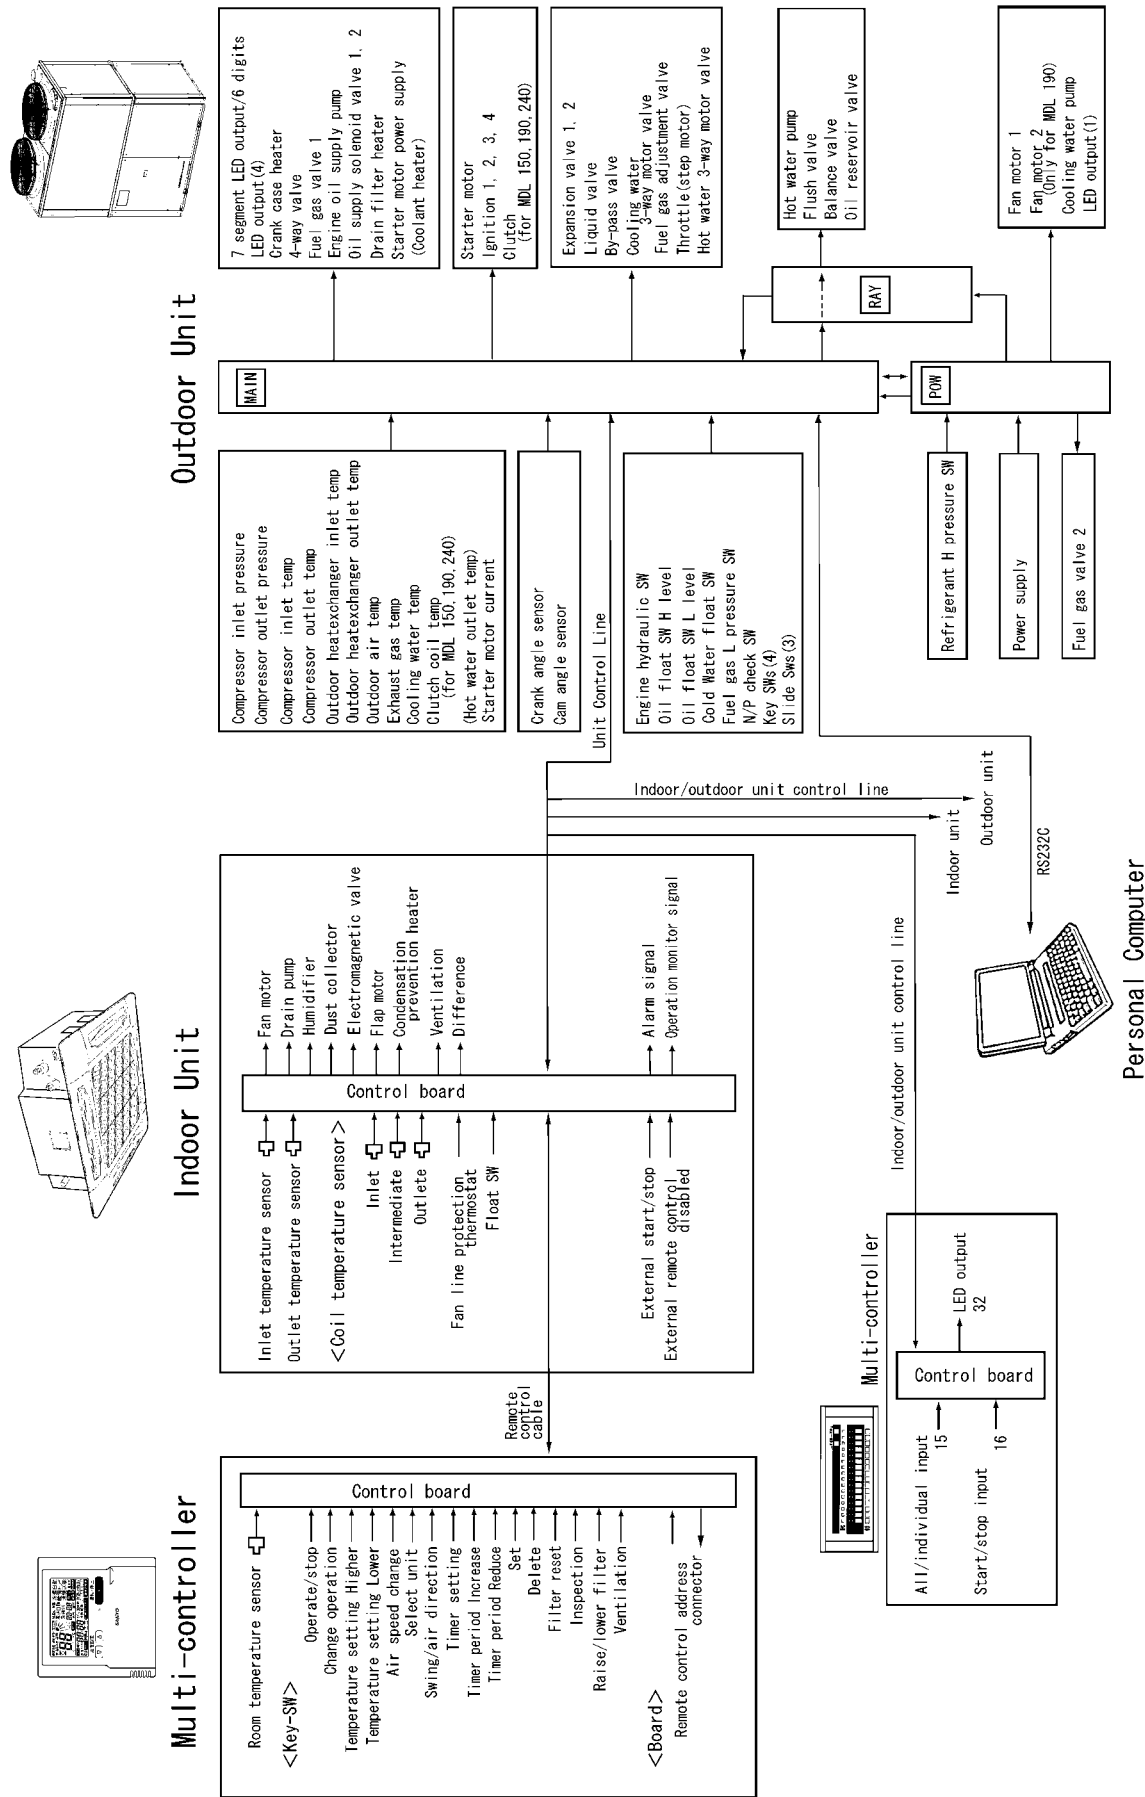 Multi-controller
Room temperature sensor
<Key-SW>
Operate/stop
Change operation
Temperature setting Higher
Temperature setting Lower
Air speed change
Select unit
Swing/air direction
Timer setting
Timer period Increase
Timer period Reduce
Set
Delete
Filter reset
Inspection
Raise/lower filter
Ventilation
<Board>
Remote control address
connector
Control board
Remote
control
cable
Indoor Unit
Inlet temperature sensor
Outlet temperature sensor
<Coil temperature sensor>
Inlet
Intermediate
Outlete
Fan line protection
thermostat
Float SW
External start/stop
External remote control
disabled
Control board
Fan motor
Drain pump
Humidifier
Dust collector
Electromagnetic valve
Flap motor
Condensation
prevention heater
Ventilation
Difference
Alarm signal
Operation monitor signal
Multi-controller
All/individual input
15
Start/stop input
16
Control board
LED output
32
Indoor/outdoor unit control line
Indoor unit
Outdoor unit
Indoor/outdoor unit control line
Unit Control Line
RS232C
Personal Computer
Outdoor Unit
Compressor inlet pressure
Compressor outlet pressure
Compressor inlet temp
Compressor outlet temp
Outdoor heatexchanger inlet temp
Outdoor heatexchanger outlet temp
Outdoor air temp
Exhaust gas temp
Cooling water temp
Clutch coil temp
(for MDL 150,190,240)
(Hot water outlet temp)
Starter motor current
Crank angle sensor
Cam angle sensor
Engine hydraulic SW
Oil float SW H level
Oil float SW L level
Cold Water float SW
Fuel gas L pressure SW
N/P check SW
Key SWs(4)
Slide Sws(3)
Refrigerant H pressure SW
Power supply
Fuel gas valve 2
MAIN
POW
RAY
7 segment LED output/6 digits
LED output(4)
Crank case heater
4-way valve
Fuel gas valve 1
Engine oil supply pump
Oil supply solenoid valve 1, 2
Drain filter heater
Starter motor power supply
(Coolant heater)
Starter motor
Ignition 1, 2, 3, 4
Clutch
(for MDL 150,190,240)
Expansion valve 1, 2
Liquid valve
By-pass valve
Cooling water
3-way motor valve
Fuel gas adjustment valve
Throttle(step motor)
Hot water 3-way motor valve
Hot water pump
Flush valve
Balance valve
Oil reservoir valve
Fan motor 1
Fan motor 2
(Only for MDL 190)
Cooling water pump
LED output(1)